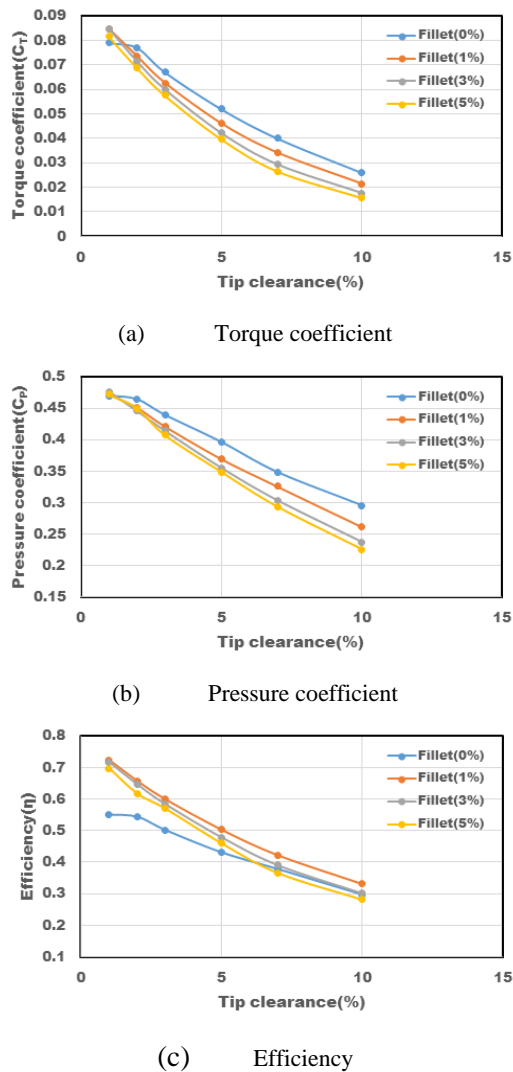 0.09
0.08
0.07
0.06
0.05
0.04
0.03
0.02
0.01
0
Torque coefficient(CT)
Fillet(0%)
Fillet(1%)
Fillet(3%)
Fillet(5%)
0 5 10 15
Tip clearance(%)
(a) Torque coefficient
0.5
0.45
0.4
0.35
0.3
0.25
0.2
0.15
Pressure coefficient(CP)
Fillet(0%)
Fillet(1%)
Fillet(3%)
Fillet(5%)
0 5 10 15
Tip clearance(%)
(b) Pressure coefficient
0.8
0.7
0.6
0.5
0.4
0.3
0.2
0.1
Efficiency(η)
Fillet(0%)
Fillet(1%)
Fillet(3%)
Fillet(5%)
0 5 10 15
Tip clearance(%)
(c) Efficiency